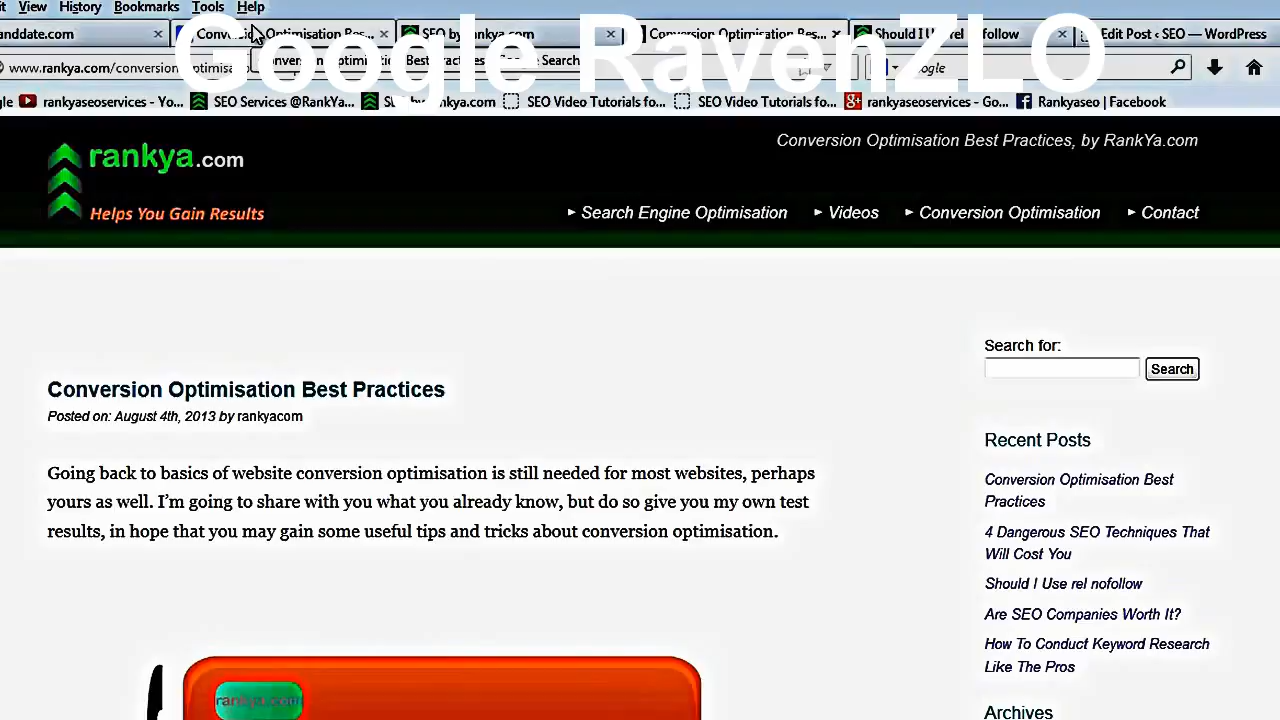 View History Bookmarks Tools Help
Google RavenZLO
anddate.com Optimisation Bes... SEO by rankya.com Conversion Optimisation Bes... Should I U rel nofollow Edit Post ‹ SEO — WordPress
www.rankya.com/conversion
rankyaseoservices - Yo... SEO Services @RankYa... SEO Video Tutorials fo... SEO Video Tutorials fo... rankyaseoservices - Go... Rankyaseo | Facebook
Conversion Optimisation Best Practices, by RankYa.com
rankya.com
Helps You Gain Results
Search Engine Optimisation Videos Conversion Optimisation Contact
Search for:
Search
Conversion Optimisation Best Practices
Posted on: August 4th, 2013 by rankyacom
Going back to basics of website conversion optimisation is still needed for most websites, perhaps
yours as well. I'm going to share with you what you already know, but do so give you my own test
results, in hope that you may gain some useful tips and tricks about conversion optimisation.
rankya.com
Recent Posts
Conversion Optimisation Best
Practices
4 Dangerous SEO Techniques That
Will Cost You
Should I Use rel nofollow
Are SEO Companies Worth It?
How To Conduct Keyword Research
Like The Pros
Archives